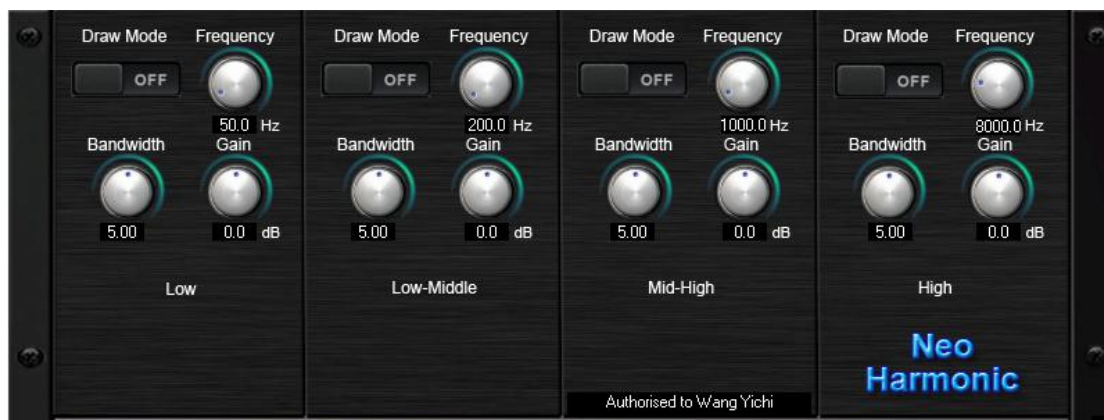 Draw Mode Frequency Draw Mode Frequency Draw Mode Frequency Draw Mode Frequency
OFF OFF OFF OFF
50.0 Hz 200.0 Hz 1000.0 Hz 8000.0 Hz
Bandwidth Gain Bandwidth Gain Bandwidth Gain Bandwidth Gain
5.00 0.0 dB 5.00 0.0 dB 5.00 0.0 dB 5.00 0.0 dB
Low Low-Middle Mid-High High
Neo
Harmonic
Authorised to Wang Yichi